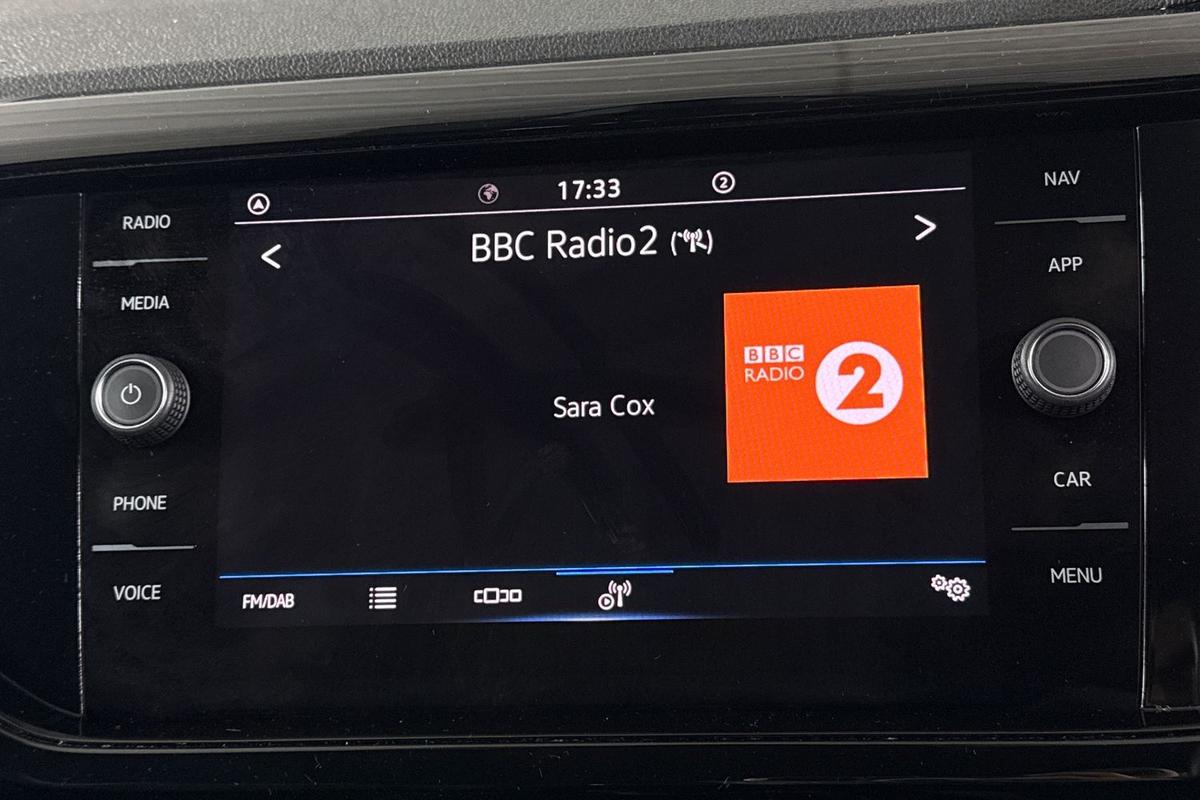 RADIO
MEDIA
PHONE
VOICE
17:33
2
< BBC Radio2 >
Sara Cox
BBC
RADIO
2
FM/DAB
NAV
APP
CAR
MENU